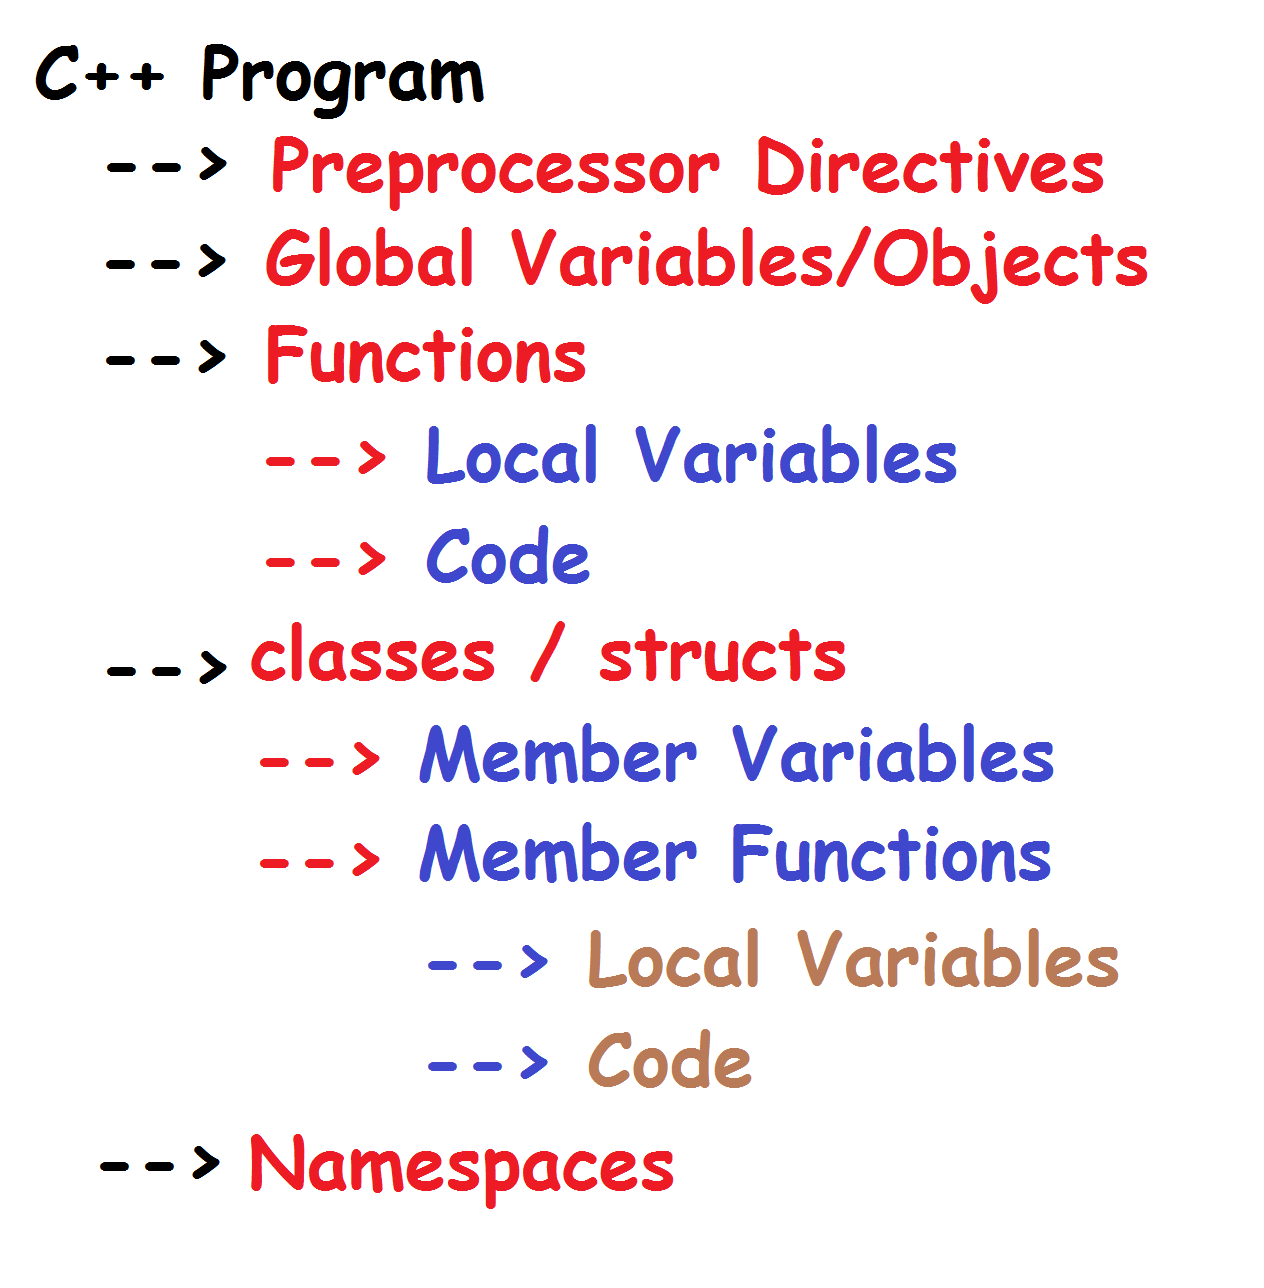 C++ Program
--> Preprocessor Directives
--> Global Variables/Objects
--> Functions
--> Local Variables
--> Code
--> classes / structs
--> Member Variables
--> Member Functions
--> Local Variables
--> Code
--> Namespaces